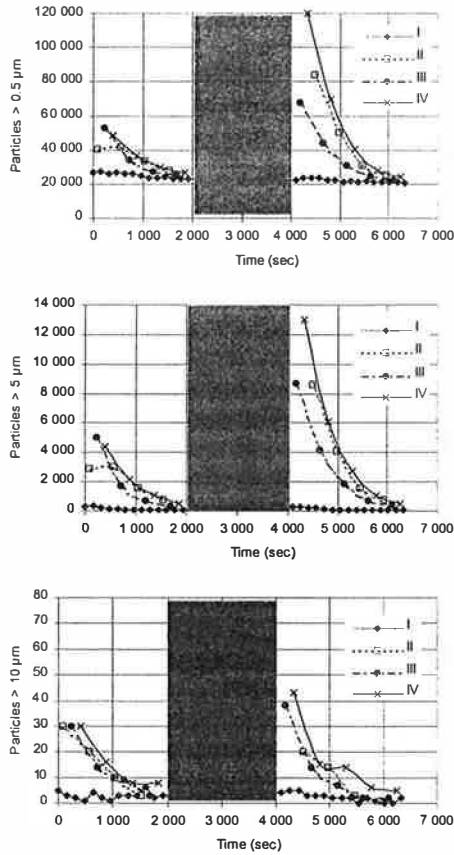 Particles > 0.5 µm
120 000
100 000
80 000
60 000
40 000
20 000
0
0 1 000 2 000 3 000 4 000 5 000 6 000 7 000
Time (sec)
I
II
III
IV
Particles > 5 µm
14 000
12 000
10 000
8 000
6 000
4 000
2 000
0
0 1 000 2 000 3 000 4 000 5 000 6 000 7 000
Time (sec)
I
II
III
IV
Particles > 10 µm
80
70
60
50
40
30
20
10
0
0 1 000 2 000 3 000 4 000 5 000 6 000 7 000
Time (sec)
I
II
III
IV